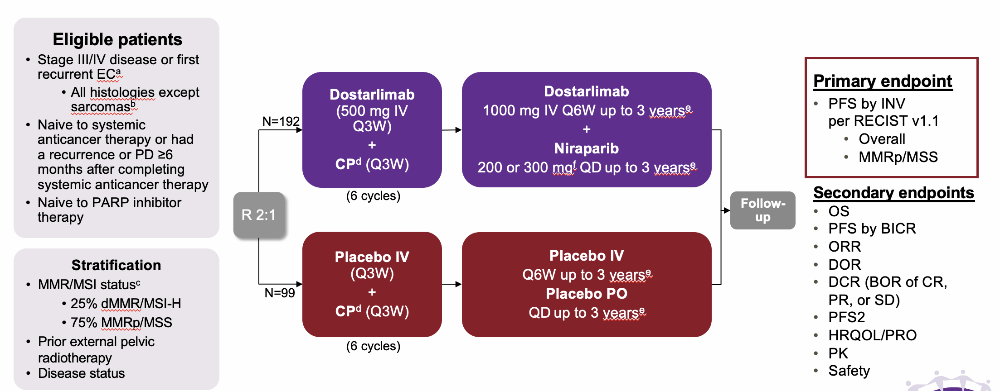 Eligible patients
• Stage III/IV disease or first
recurrent ECᵃ
• All histologies except
sarcomasᵇ
• Naive to systemic
anticancer therapy or had
a recurrence or PD ≥6
months after completing
systemic anticancer therapy
• Naive to PARP inhibitor
therapy
Stratification
• MMR/MSI statusᶜ
• 25% dMMR/MSI-H
• 75% MMRp/MSS
• Prior external pelvic
radiotherapy
• Disease status
R 2:1
N=192
Dostarlimab
(500 mg IV
Q3W)
+
CPᵈ (Q3W)
(6 cycles)
Dostarlimab
1000 mg IV Q6W up to 3 yearsᵉ
+
Niraparib
200 or 300 mgᶠ QD up to 3 yearsᵉ
N=99
Placebo IV
(Q3W)
+
CPᵈ (Q3W)
(6 cycles)
Placebo IV
Q6W up to 3 yearsᵉ
Placebo PO
QD up to 3 yearsᵉ
Follow-
up
Primary endpoint
• PFS by INV
per RECIST v1.1
• Overall
• MMRp/MSS
Secondary endpoints
• OS
• PFS by BICR
• ORR
• DOR
• DCR (BOR of CR,
PR, or SD)
• PFS2
• HRQOL/PRO
• PK
• Safety